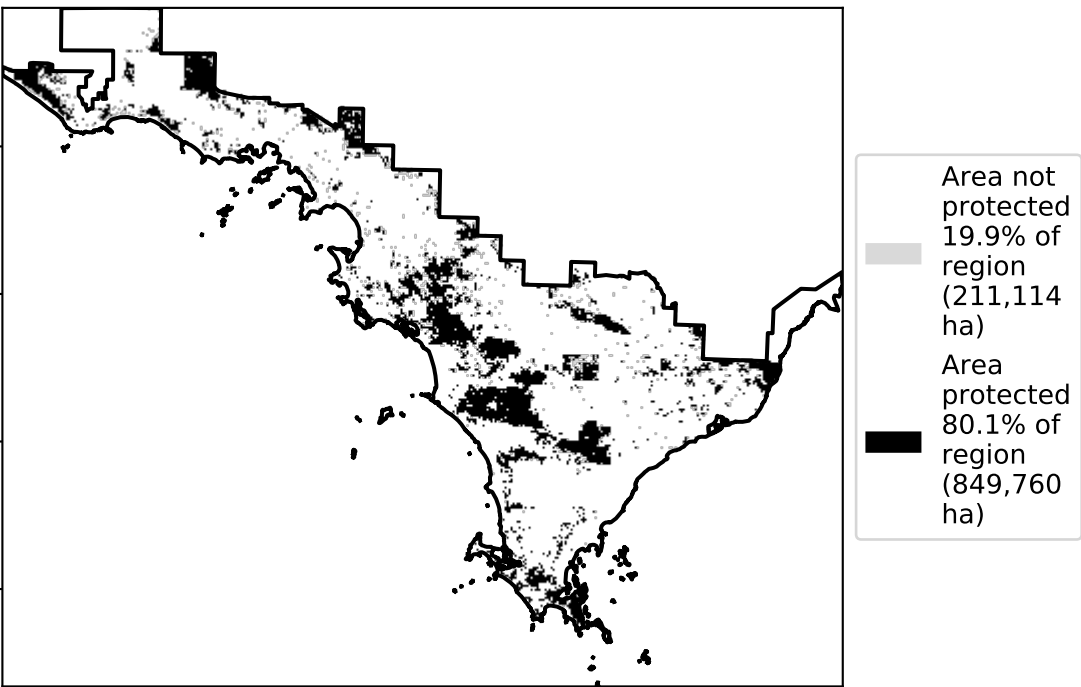 Area not
protected
19.9% of
region
(211,114
ha)
Area
protected
80.1% of
region
(849,760
ha)